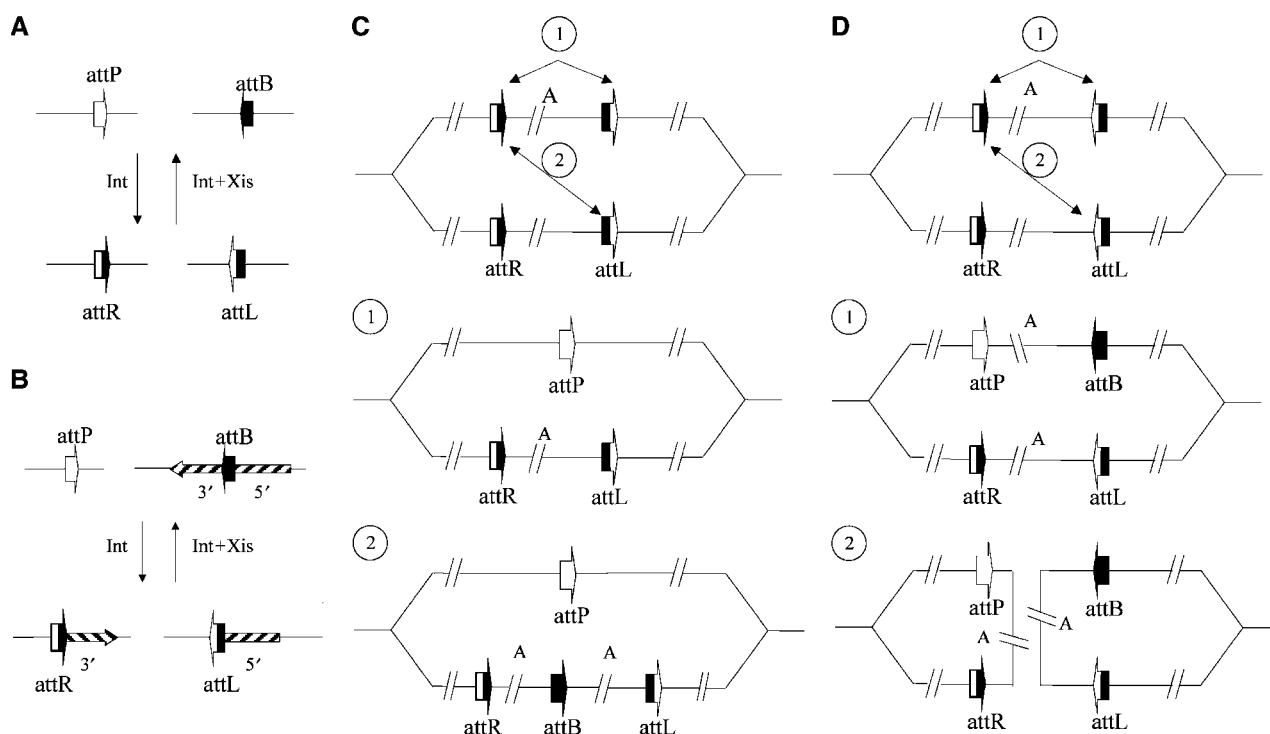 A
attP
attB
Int
Int+Xis
attR
attL
B
attP
attB
3′
5′
Int
Int+Xis
3′
5′
attR
attL
C
1
A
2
attR
attL
1
attP
A
attR
attL
2
attP
A
A
attR
attB
attL
D
1
A
2
attR
attL
1
A
attP
attB
A
attR
attL
2
attP
attB
A
A
attR
attL